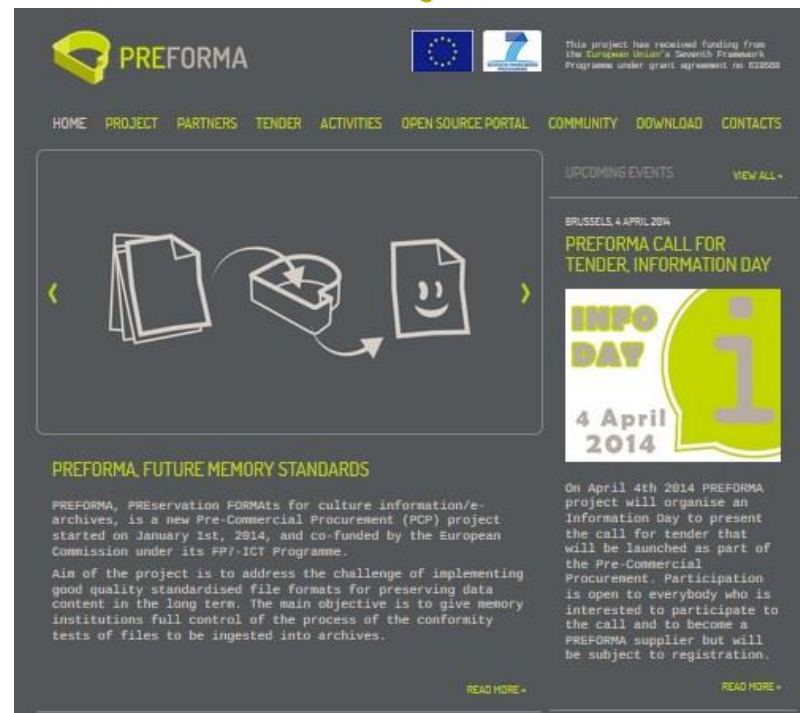 PREFORMA
This project has received funding from
the European Union's Seventh Framework
Programme under grant agreement no 619568
HOME PROJECT PARTNERS TENDER ACTIVITIES OPEN SOURCE PORTAL COMMUNITY DOWNLOAD CONTACTS
PREFORMA, FUTURE MEMORY STANDARDS
PREFORMA, PREservation FORMAts for culture information/e-
archives, is a new Pre-Commercial Procurement (PCP) project
started on January 1st, 2014, and co-funded by the European
Commission under its FP7-ICT Programme.
Aim of the project is to address the challenge of implementing
good quality standardised file formats for preserving data
content in the long term. The main objective is to give memory
institutions full control of the process of the conformity
tests of files to be ingested into archives.
READ MORE »
UPCOMING EVENTS
VIEW ALL »
BRUSSELS, 4 APRIL 2014
PREFORMA CALL FOR
TENDER, INFORMATION DAY
INFO
DAY
i
4 April
2014
On April 4th 2014 PREFORMA
project will organise an
Information Day to present
the call for tender that
will be launched as part of
the Pre-Commercial
Procurement. Participation
is open to everybody who is
interested to participate to
the call and to become a
PREFORMA supplier but will
be subject to registration.
READ MORE »